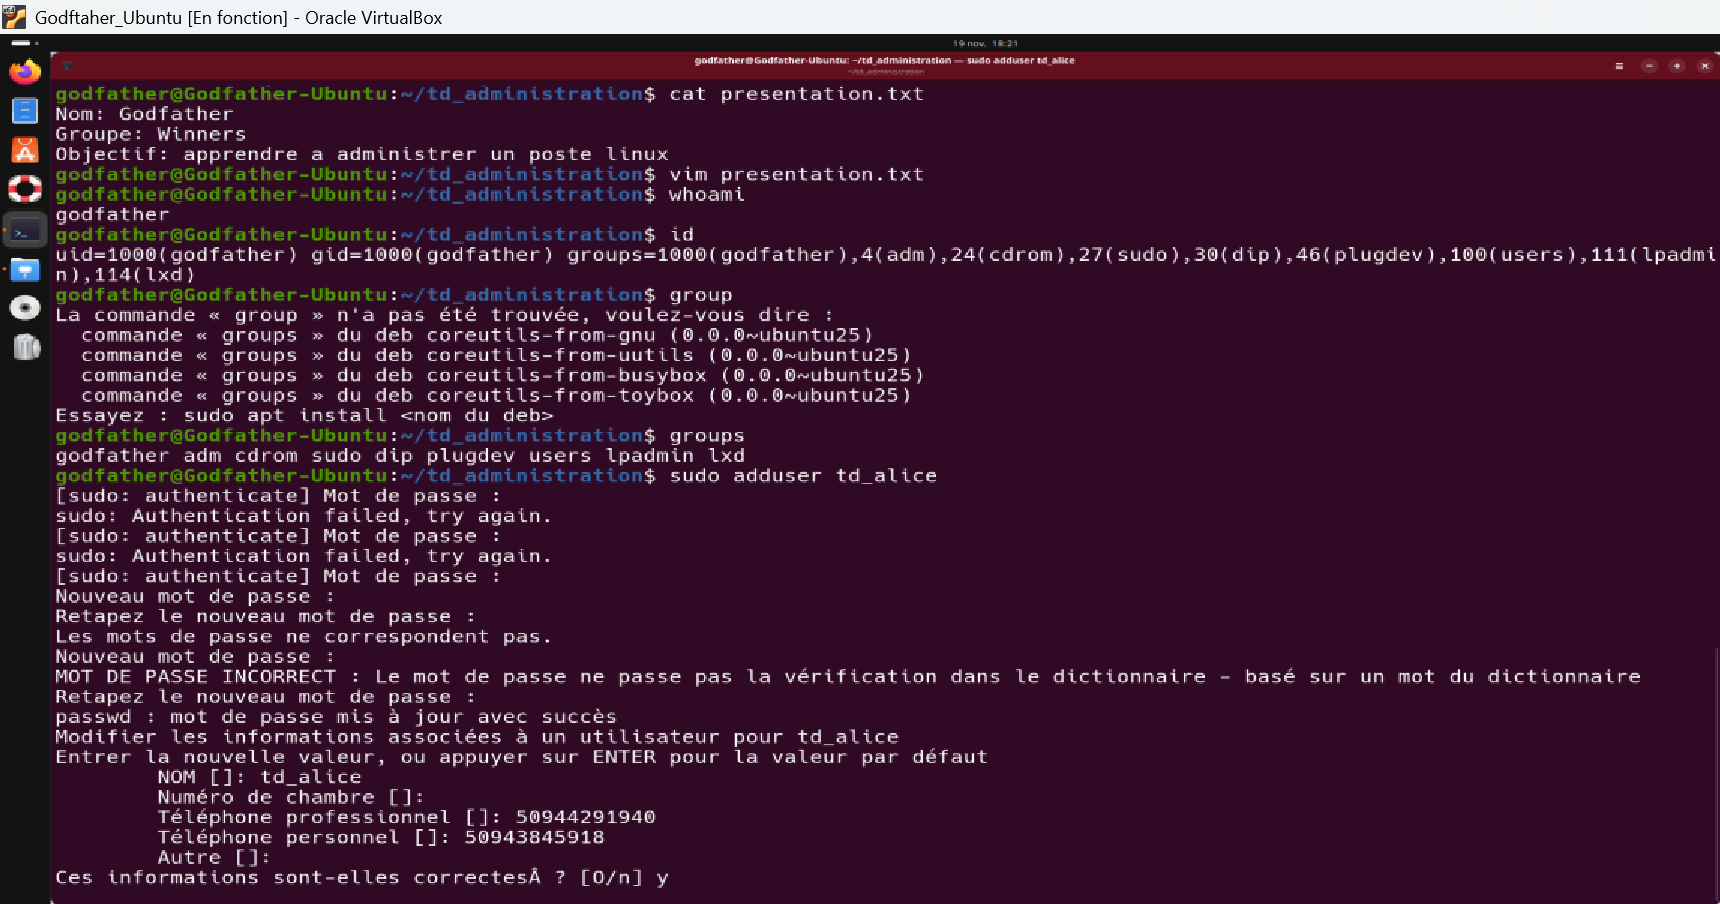 Godftaher_Ubuntu [En fonction] - Oracle VirtualBox
19 nov. 18:21
godfather@Godfather-Ubuntu: ~/td_administration — sudo adduser td_alice
~/td_administration
godfather@Godfather-Ubuntu:~/td_administration$ cat presentation.txt
Nom: Godfather
Groupe: Winners
Objectif: apprendre a administrer un poste linux
godfather@Godfather-Ubuntu:~/td_administration$ vim presentation.txt
godfather@Godfather-Ubuntu:~/td_administration$ whoami
godfather
godfather@Godfather-Ubuntu:~/td_administration$ id
uid=1000(godfather) gid=1000(godfather) groups=1000(godfather),4(adm),24(cdrom),27(sudo),30(dip),46(plugdev),100(users),111(lpadmi
n),114(lxd)
godfather@Godfather-Ubuntu:~/td_administration$ group
La commande « group » n'a pas été trouvée, voulez-vous dire :
  commande « groups » du deb coreutils-from-gnu (0.0.0~ubuntu25)
  commande « groups » du deb coreutils-from-uutils (0.0.0~ubuntu25)
  commande « groups » du deb coreutils-from-busybox (0.0.0~ubuntu25)
  commande « groups » du deb coreutils-from-toybox (0.0.0~ubuntu25)
Essayez : sudo apt install <nom du deb>
godfather@Godfather-Ubuntu:~/td_administration$ groups
godfather adm cdrom sudo dip plugdev users lpadmin lxd
godfather@Godfather-Ubuntu:~/td_administration$ sudo adduser td_alice
[sudo: authenticate] Mot de passe :
sudo: Authentication failed, try again.
[sudo: authenticate] Mot de passe :
sudo: Authentication failed, try again.
[sudo: authenticate] Mot de passe :
Nouveau mot de passe :
Retapez le nouveau mot de passe :
Les mots de passe ne correspondent pas.
Nouveau mot de passe :
MOT DE PASSE INCORRECT : Le mot de passe ne passe pas la vérification dans le dictionnaire - basé sur un mot du dictionnaire
Retapez le nouveau mot de passe :
passwd : mot de passe mis à jour avec succès
Modifier les informations associées à un utilisateur pour td_alice
Entrer la nouvelle valeur, ou appuyer sur ENTER pour la valeur par défaut
        NOM []: td_alice
        Numéro de chambre []:
        Téléphone professionnel []: 50944291940
        Téléphone personnel []: 50943845918
        Autre []:
Ces informations sont-elles correctesÂ ? [O/n] y